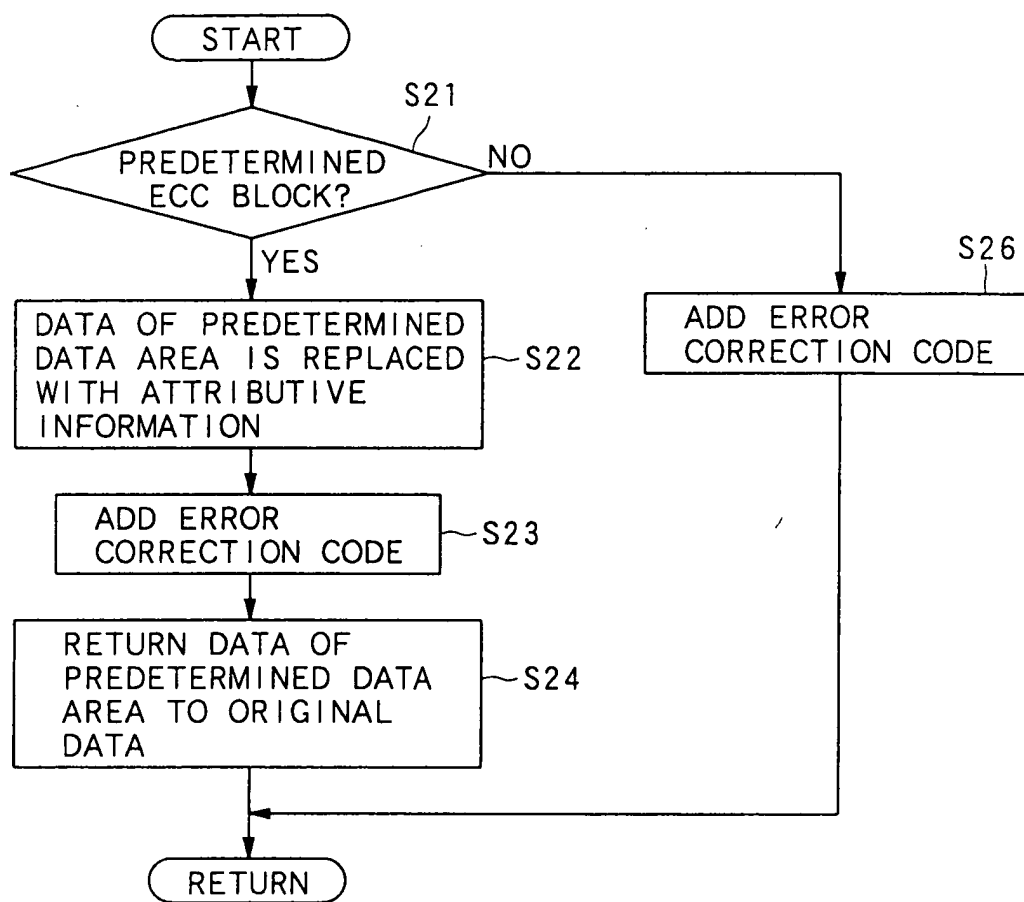 START
S21
PREDETERMINED
ECC BLOCK?
NO
YES
S26
ADD ERROR
CORRECTION CODE
DATA OF PREDETERMINED
DATA AREA IS REPLACED
WITH ATTRIBUTIVE
INFORMATION
S22
ADD ERROR
CORRECTION CODE
S23
RETURN DATA OF
PREDETERMINED DATA
AREA TO ORIGINAL
DATA
S24
RETURN